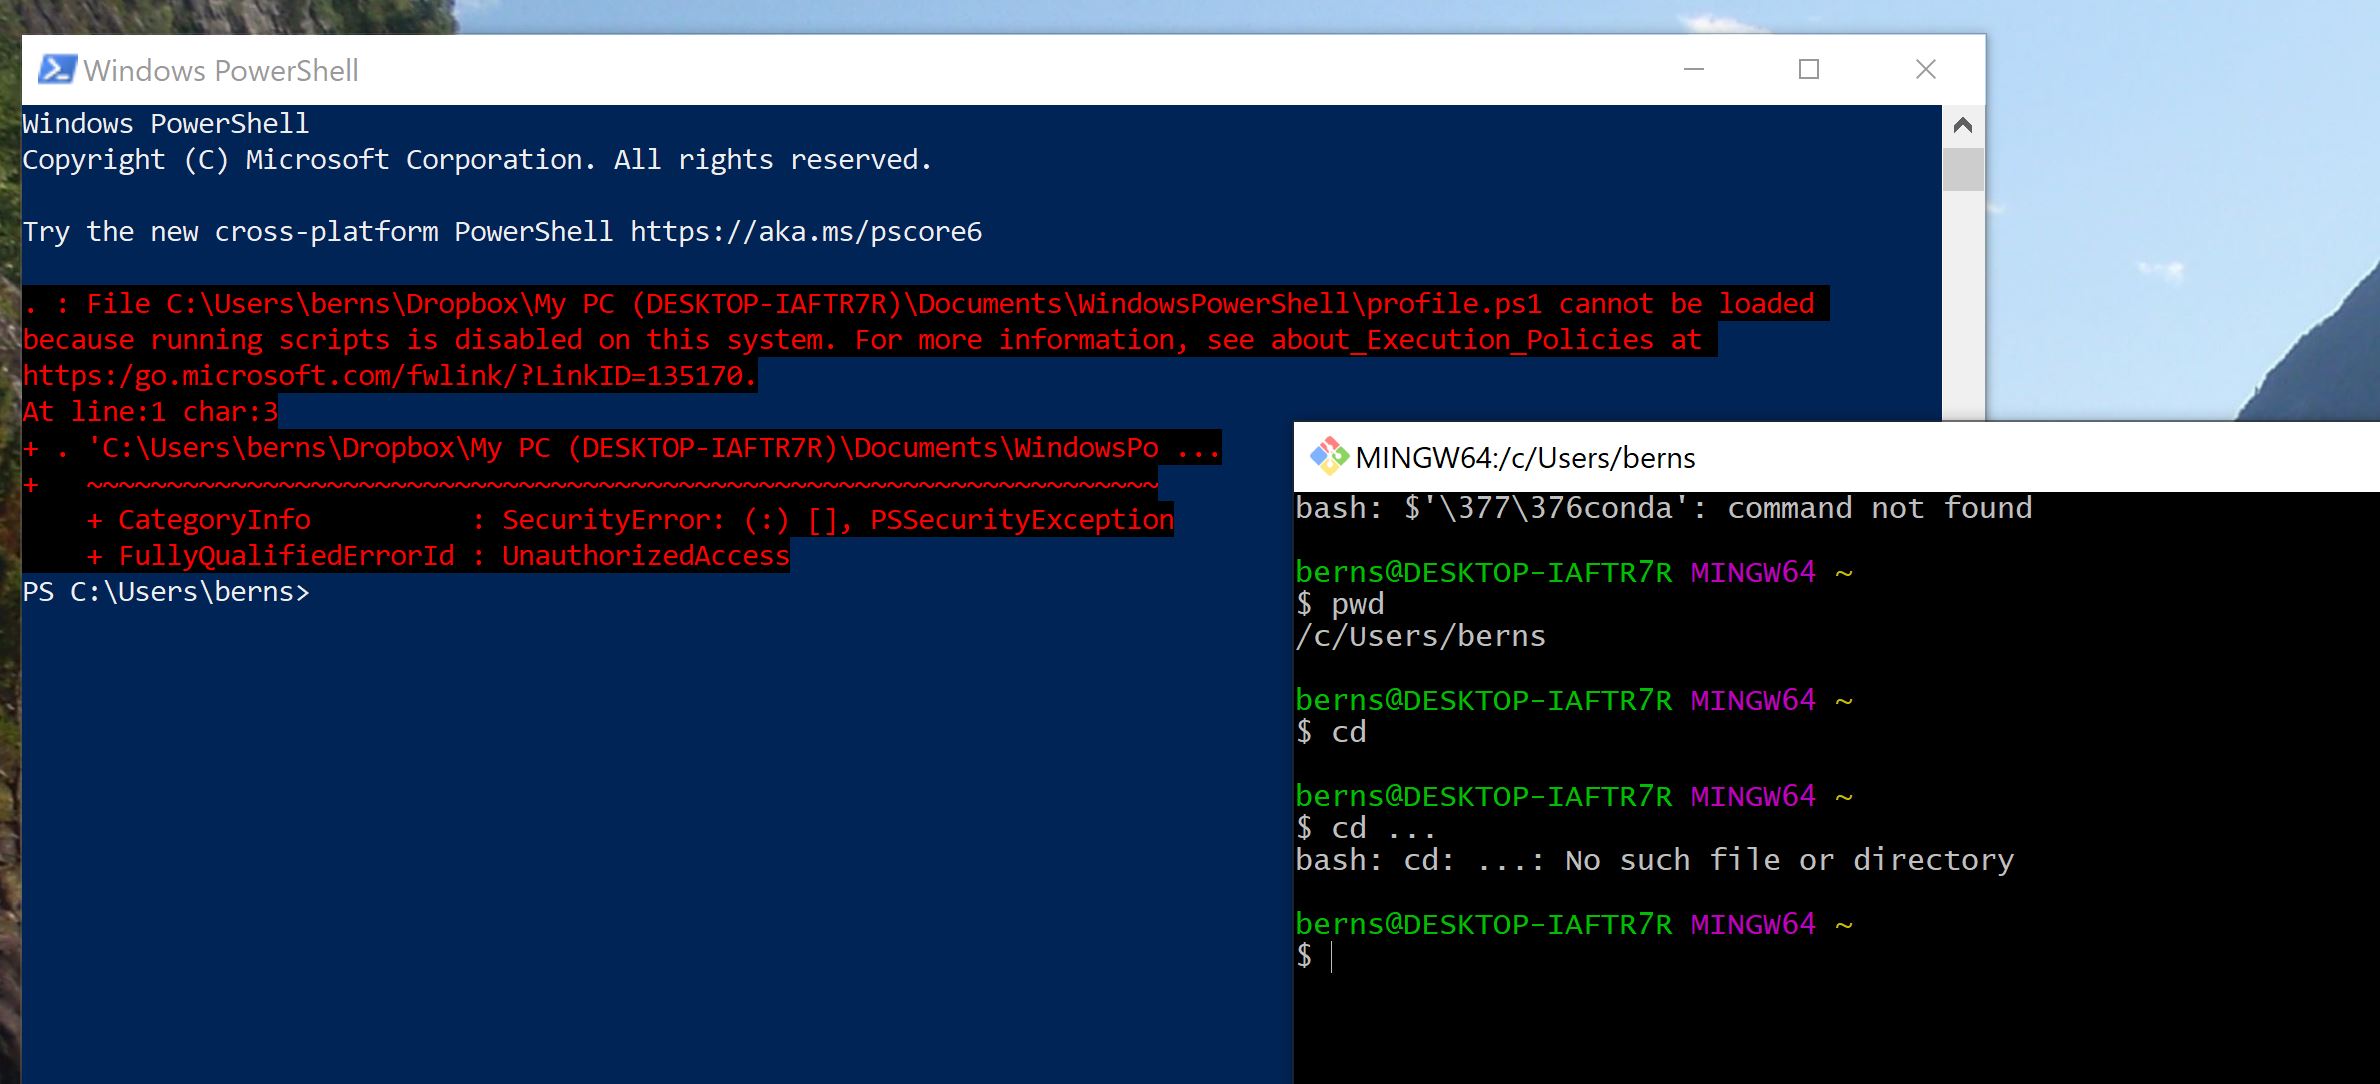 Windows PowerShell
Windows PowerShell
Copyright (C) Microsoft Corporation. All rights reserved.
Try the new cross-platform PowerShell https://aka.ms/pscore6
. : File C:\Users\berns\Dropbox\My PC (DESKTOP-IAFTR7R)\Documents\WindowsPowerShell\profile.ps1 cannot be loaded
because running scripts is disabled on this system. For more information, see about_Execution_Policies at
https:/go.microsoft.com/fwlink/?LinkID=135170.
At line:1 char:3
+ . 'C:\Users\berns\Dropbox\My PC (DESKTOP-IAFTR7R)\Documents\WindowsPo ...
+   ~~~~~~~~~~~~~~~~~~~~~~~~~~~~~~~~~~~~~~~~~~~~~~~~~~~~~~~~~~~~~~~~~~~
    + CategoryInfo          : SecurityError: (:) [], PSSecurityException
    + FullyQualifiedErrorId : UnauthorizedAccess
PS C:\Users\berns>
MINGW64:/c/Users/berns
bash: $'\377\376conda': command not found
berns@DESKTOP-IAFTR7R MINGW64 ~
$ pwd
/c/Users/berns
berns@DESKTOP-IAFTR7R MINGW64 ~
$ cd
berns@DESKTOP-IAFTR7R MINGW64 ~
$ cd ...
bash: cd: ...: No such file or directory
berns@DESKTOP-IAFTR7R MINGW64 ~
$